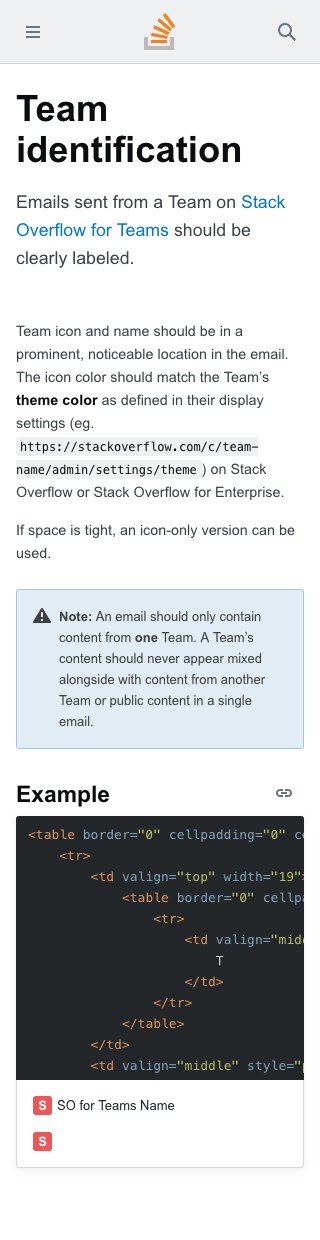 Team
identification
Emails sent from a Team on Stack
Overflow for Teams should be
clearly labeled.
Team icon and name should be in a
prominent, noticeable location in the email.
The icon color should match the Team’s
theme color as defined in their display
settings (eg.
https://stackoverflow.com/c/team-
name/admin/settings/theme ) on Stack
Overflow or Stack Overflow for Enterprise.
If space is tight, an icon-only version can be
used.
Note: An email should only contain
content from one Team. A Team’s
content should never appear mixed
alongside with content from another
Team or public content in a single
email.
Example
<table border="0" cellpadding="0"
<tr>
<td valign="top" width="19">
<table border="0"
<tr>
<td
T
</td>
</tr>
</table>
</td>
<td valign="middle" style="
S SO for Teams Name
S